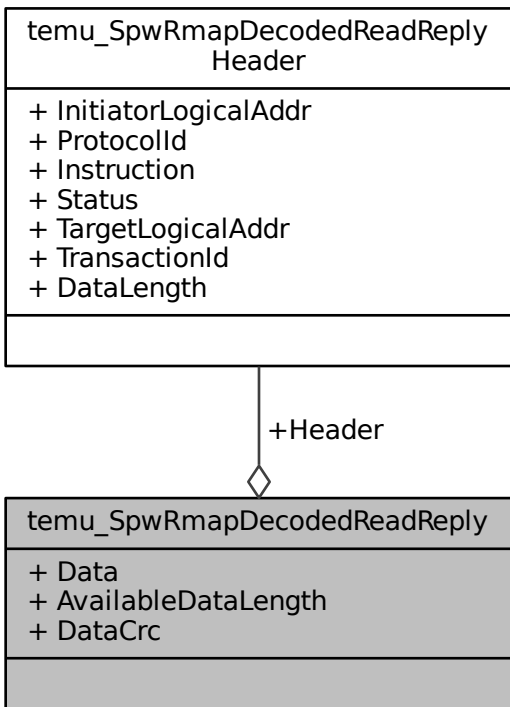 temu_SpwRmapDecodedReadReply
Header
+ InitiatorLogicalAddr
+ ProtocolId
+ Instruction
+ Status
+ TargetLogicalAddr
+ TransactionId
+ DataLength
+Header
temu_SpwRmapDecodedReadReply
+ Data
+ AvailableDataLength
+ DataCrc